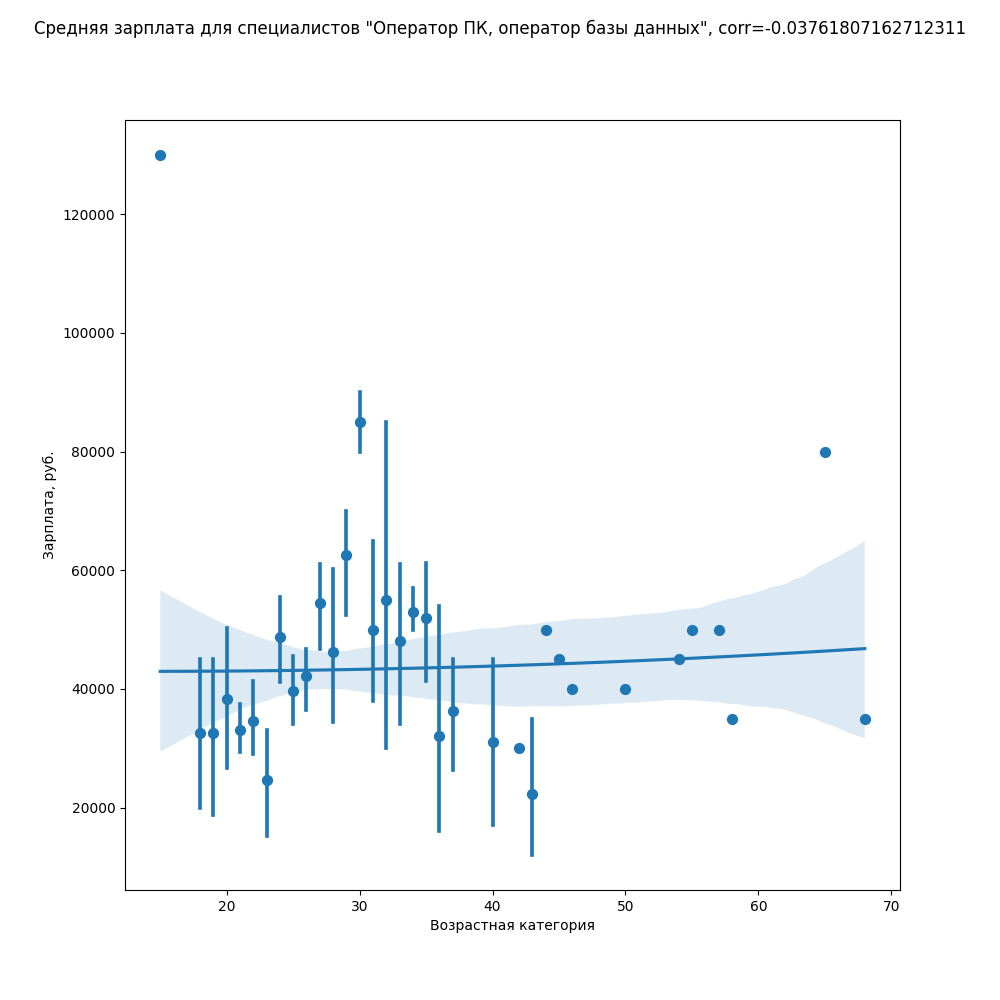 Средняя зарплата для специалистов "Оператор ПК, оператор базы данных", corr=-0.03761807162712311
120000
100000
80000
60000
40000
20000
Зарплата, руб.
20 30 40 50 60 70
Возрастная категория